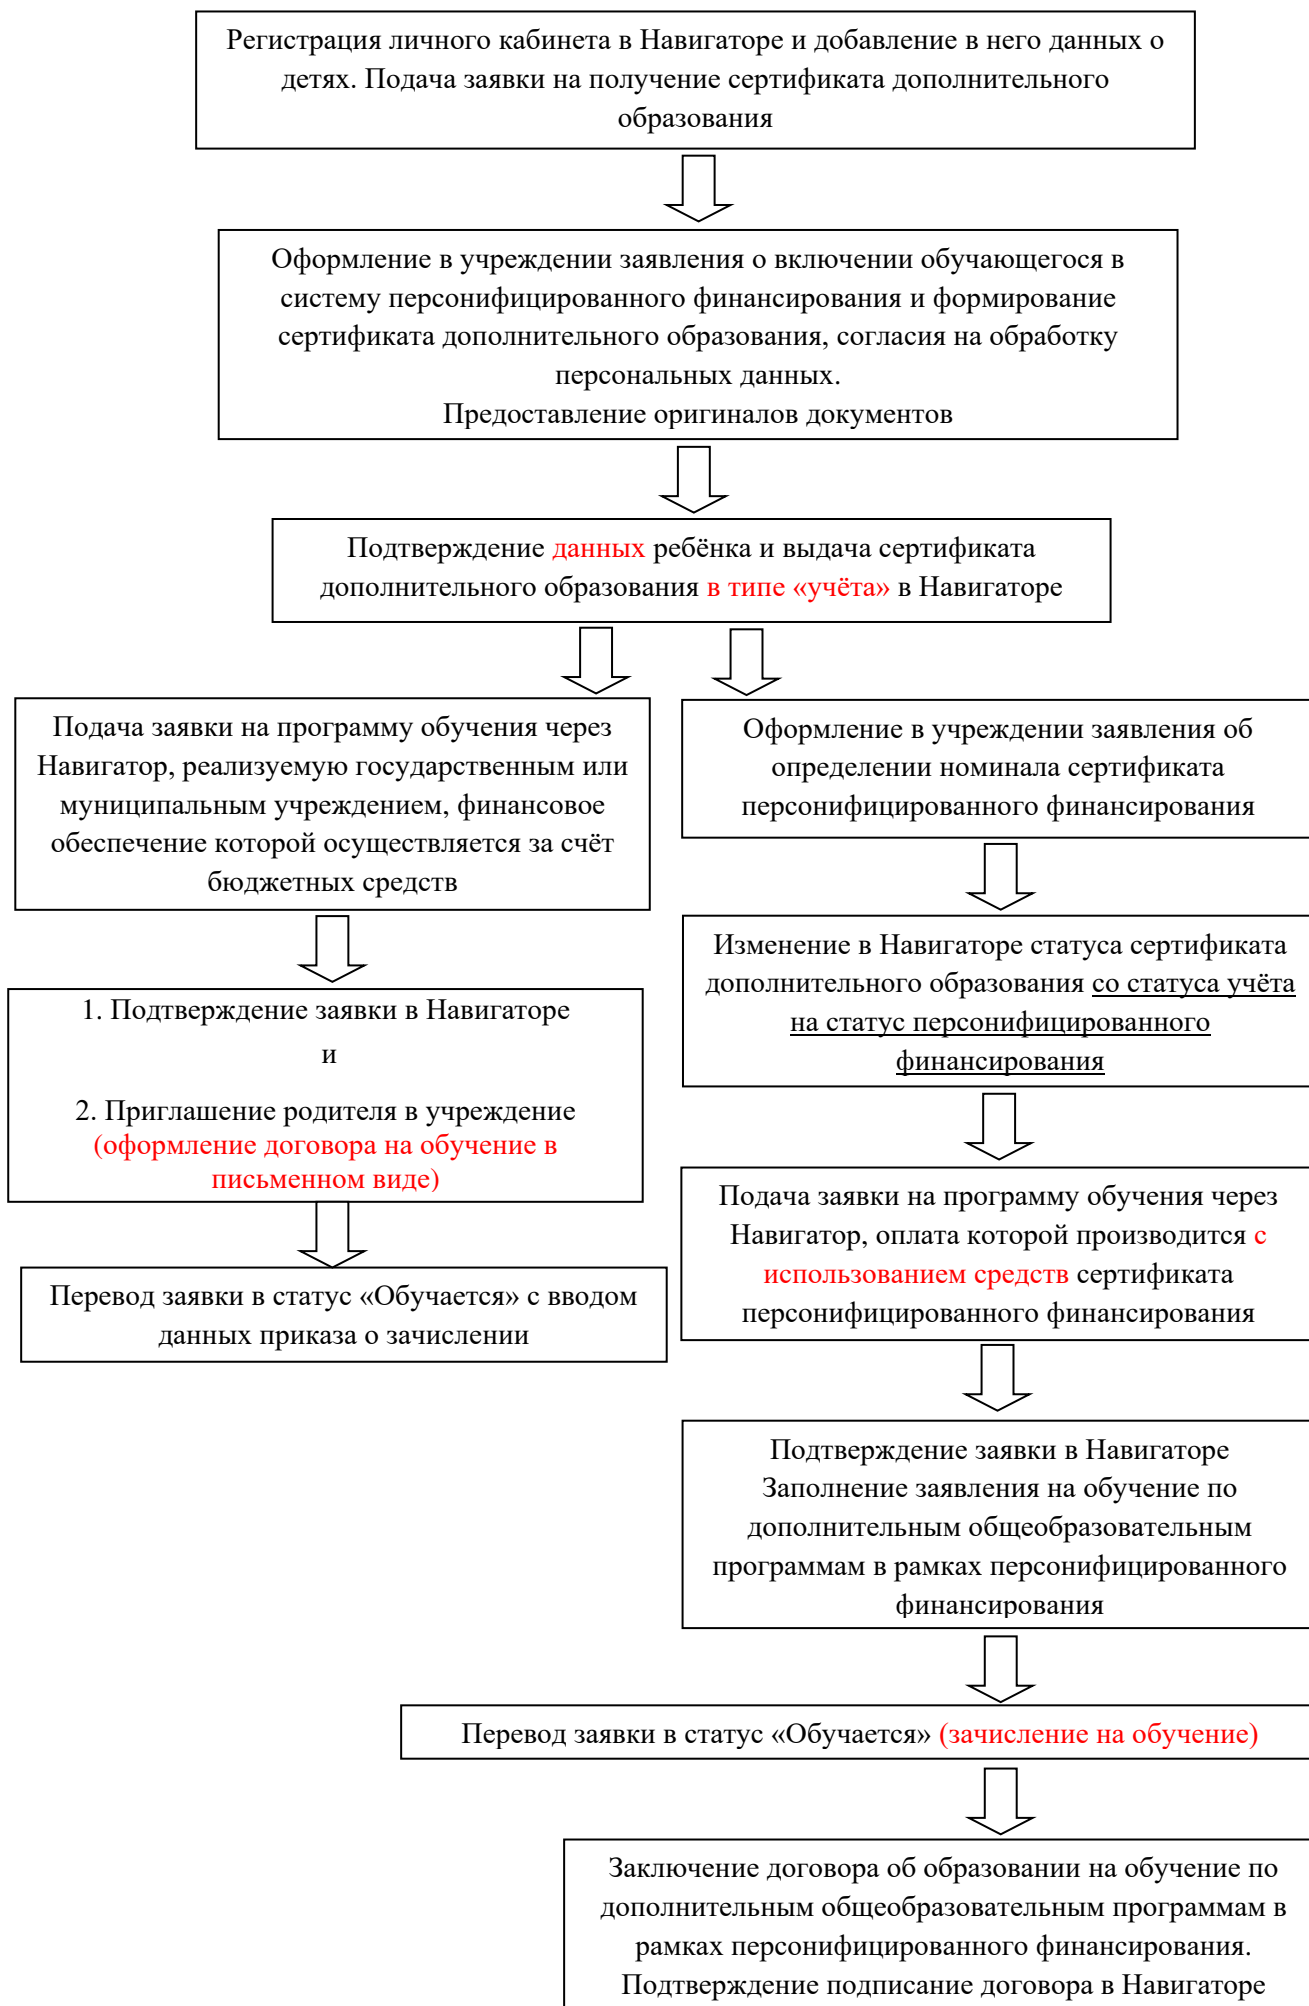 Регистрация личного кабинета в Навигаторе и добавление в него данных о
детях. Подача заявки на получение сертификата дополнительного
образования
Оформление в учреждении заявления о включении обучающегося в
систему персонифицированного финансирования и формирование
сертификата дополнительного образования, согласия на обработку
персональных данных.
Предоставление оригиналов документов
Подтверждение данных ребёнка и выдача сертификата
дополнительного образования в типе «учёта» в Навигаторе
Подача заявки на программу обучения через
Навигатор, реализуемую государственным или
муниципальным учреждением, финансовое
обеспечение которой осуществляется за счёт
бюджетных средств
1. Подтверждение заявки в Навигаторе
и
2. Приглашение родителя в учреждение
(оформление договора на обучение в
письменном виде)
Перевод заявки в статус «Обучается» с вводом
данных приказа о зачислении
Оформление в учреждении заявления об
определении номинала сертификата
персонифицированного финансирования
Изменение в Навигаторе статуса сертификата
дополнительного образования со статуса учёта
на статус персонифицированного
финансирования
Подача заявки на программу обучения через
Навигатор, оплата которой производится с
использованием средств сертификата
персонифицированного финансирования
Подтверждение заявки в Навигаторе
Заполнение заявления на обучение по
дополнительным общеобразовательным
программам в рамках персонифицированного
финансирования
Перевод заявки в статус «Обучается» (зачисление на обучение)
Заключение договора об образовании на обучение по
дополнительным общеобразовательным программам в
рамках персонифицированного финансирования.
Подтверждение подписание договора в Навигаторе